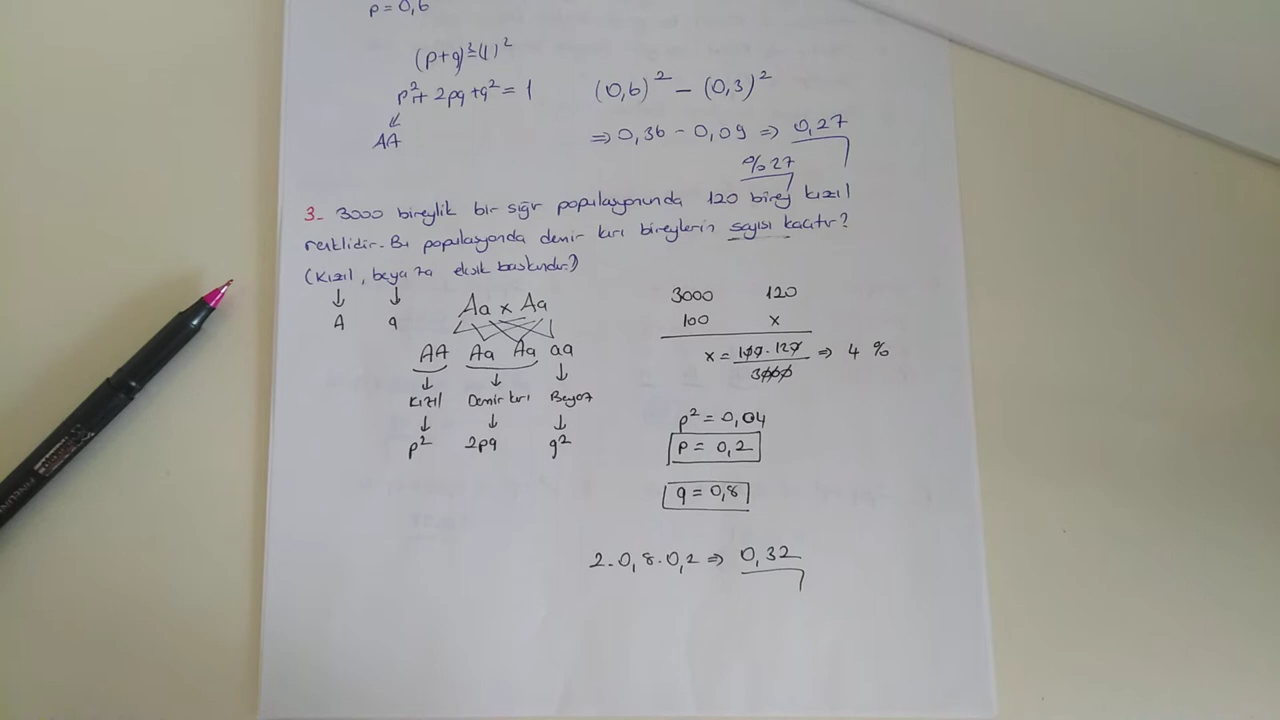 p = 0,6
(p+q)²=(1)²
p² + 2pq + q² = 1
AA
(0,6)² – (0,3)²
⇒ 0,36 – 0,09 ⇒ 0,27
% 27
3- 3000 bireylik bir sığır populasyonunda 120 birey kızıl
renklidir. Bu populasyonda demir kırı bireylerin sayısı kaçtır?
(Kızıl, beyaza eksik baskındır.)
↓ ↓
A a
Aa x Aa
AA Aa Aa aa
↓ ↓ ↓
Kızıl Demir kırı Beyaz
↓ ↓ ↓
p² 2pq q²
3000 120
100 x
x = 100.120 / 3000 ⇒ 4 %
p² = 0,04
p = 0,2
q = 0,8
2.0,8.0,2 ⇒ 0,32